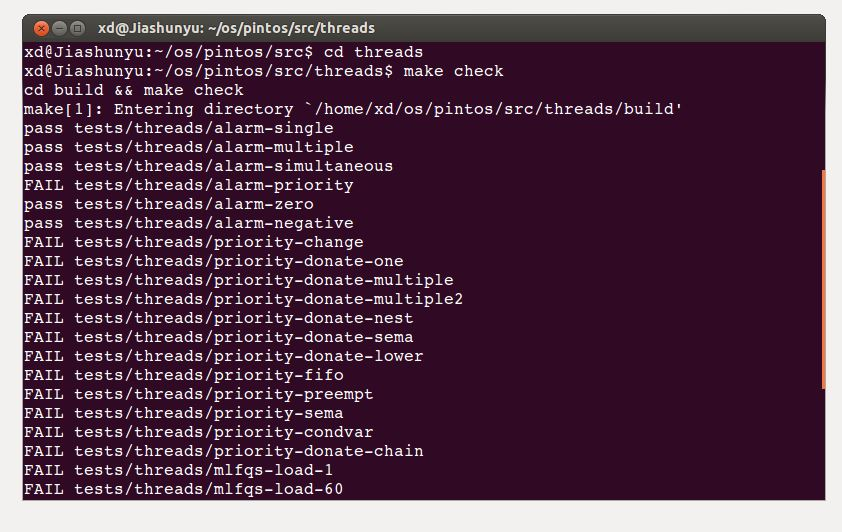 xd@Jiashunyu: ~/os/pintos/src/threads
xd@Jiashunyu:~/os/pintos/src$ cd threads
xd@Jiashunyu:~/os/pintos/src/threads$ make check
cd build && make check
make[1]: Entering directory `/home/xd/os/pintos/src/threads/build'
pass tests/threads/alarm-single
pass tests/threads/alarm-multiple
pass tests/threads/alarm-simultaneous
FAIL tests/threads/alarm-priority
pass tests/threads/alarm-zero
pass tests/threads/alarm-negative
FAIL tests/threads/priority-change
FAIL tests/threads/priority-donate-one
FAIL tests/threads/priority-donate-multiple
FAIL tests/threads/priority-donate-multiple2
FAIL tests/threads/priority-donate-nest
FAIL tests/threads/priority-donate-sema
FAIL tests/threads/priority-donate-lower
FAIL tests/threads/priority-fifo
FAIL tests/threads/priority-preempt
FAIL tests/threads/priority-sema
FAIL tests/threads/priority-condvar
FAIL tests/threads/priority-donate-chain
FAIL tests/threads/mlfqs-load-1
FAIL tests/threads/mlfqs-load-60